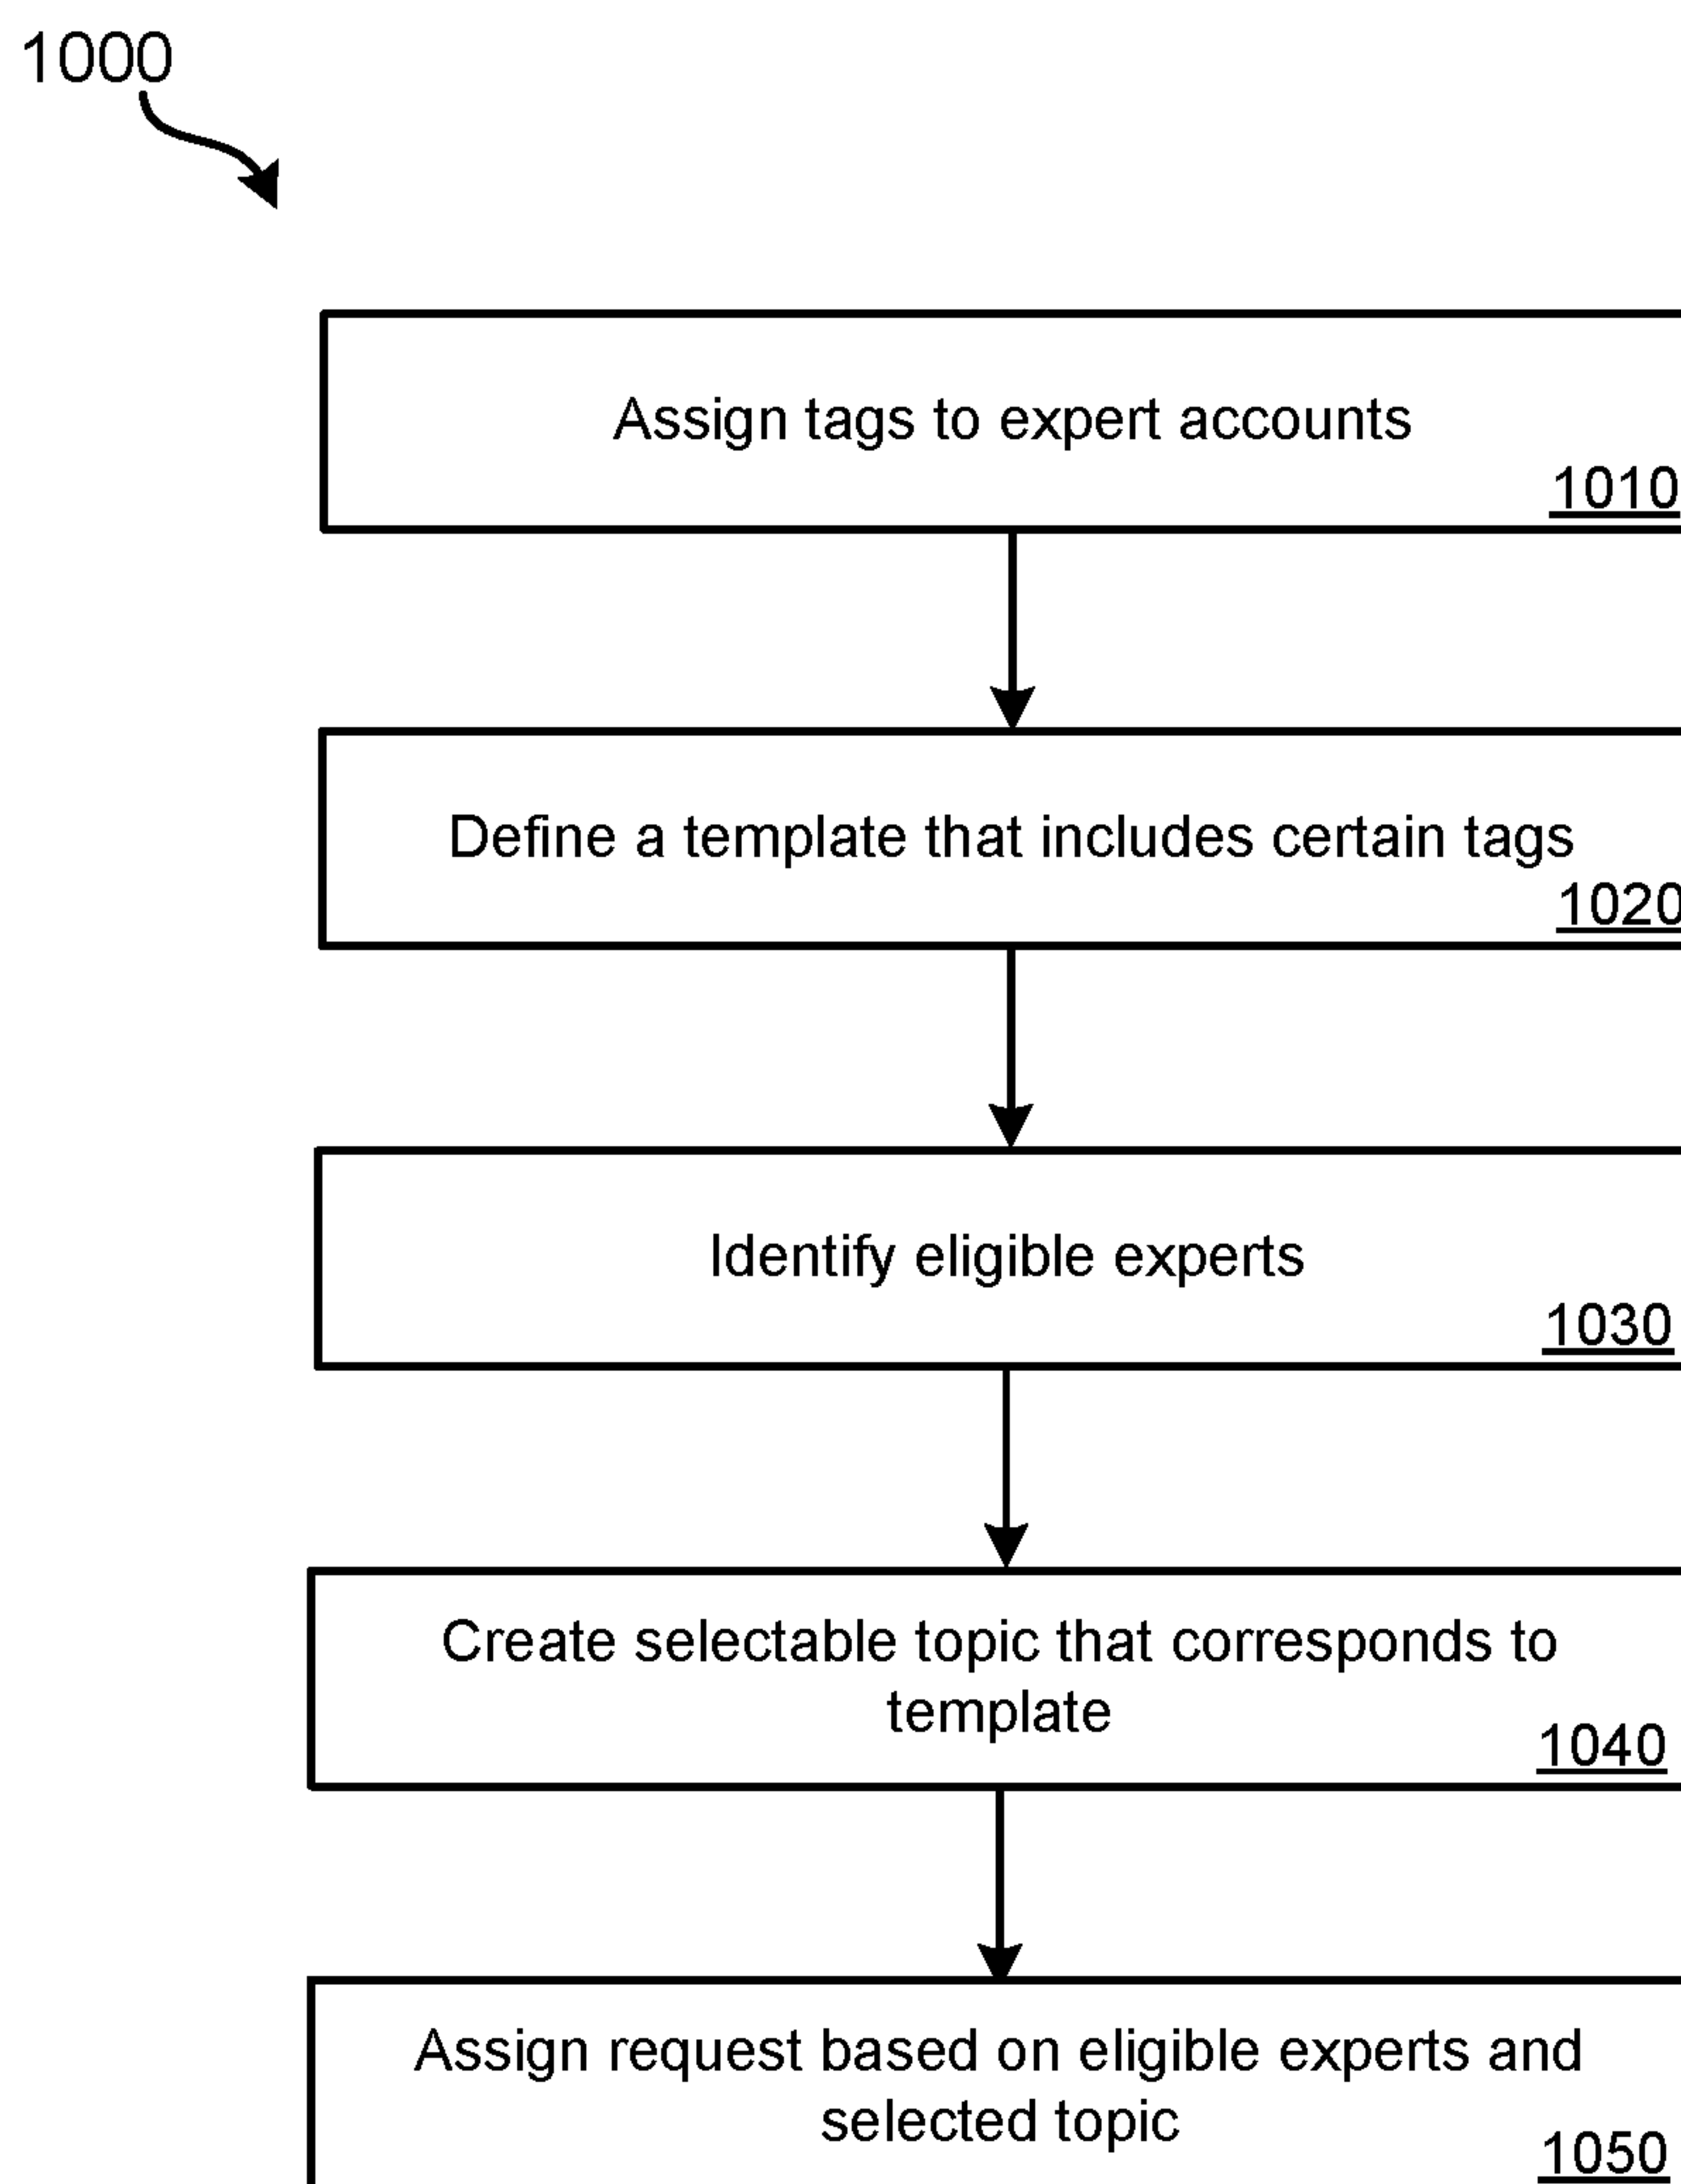 1000
Assign tags to expert accounts
1010
Define a template that includes certain tags
1020
Identify eligible experts
1030
Create selectable topic that corresponds to
template
1040
Assign request based on eligible experts and
selected topic
1050